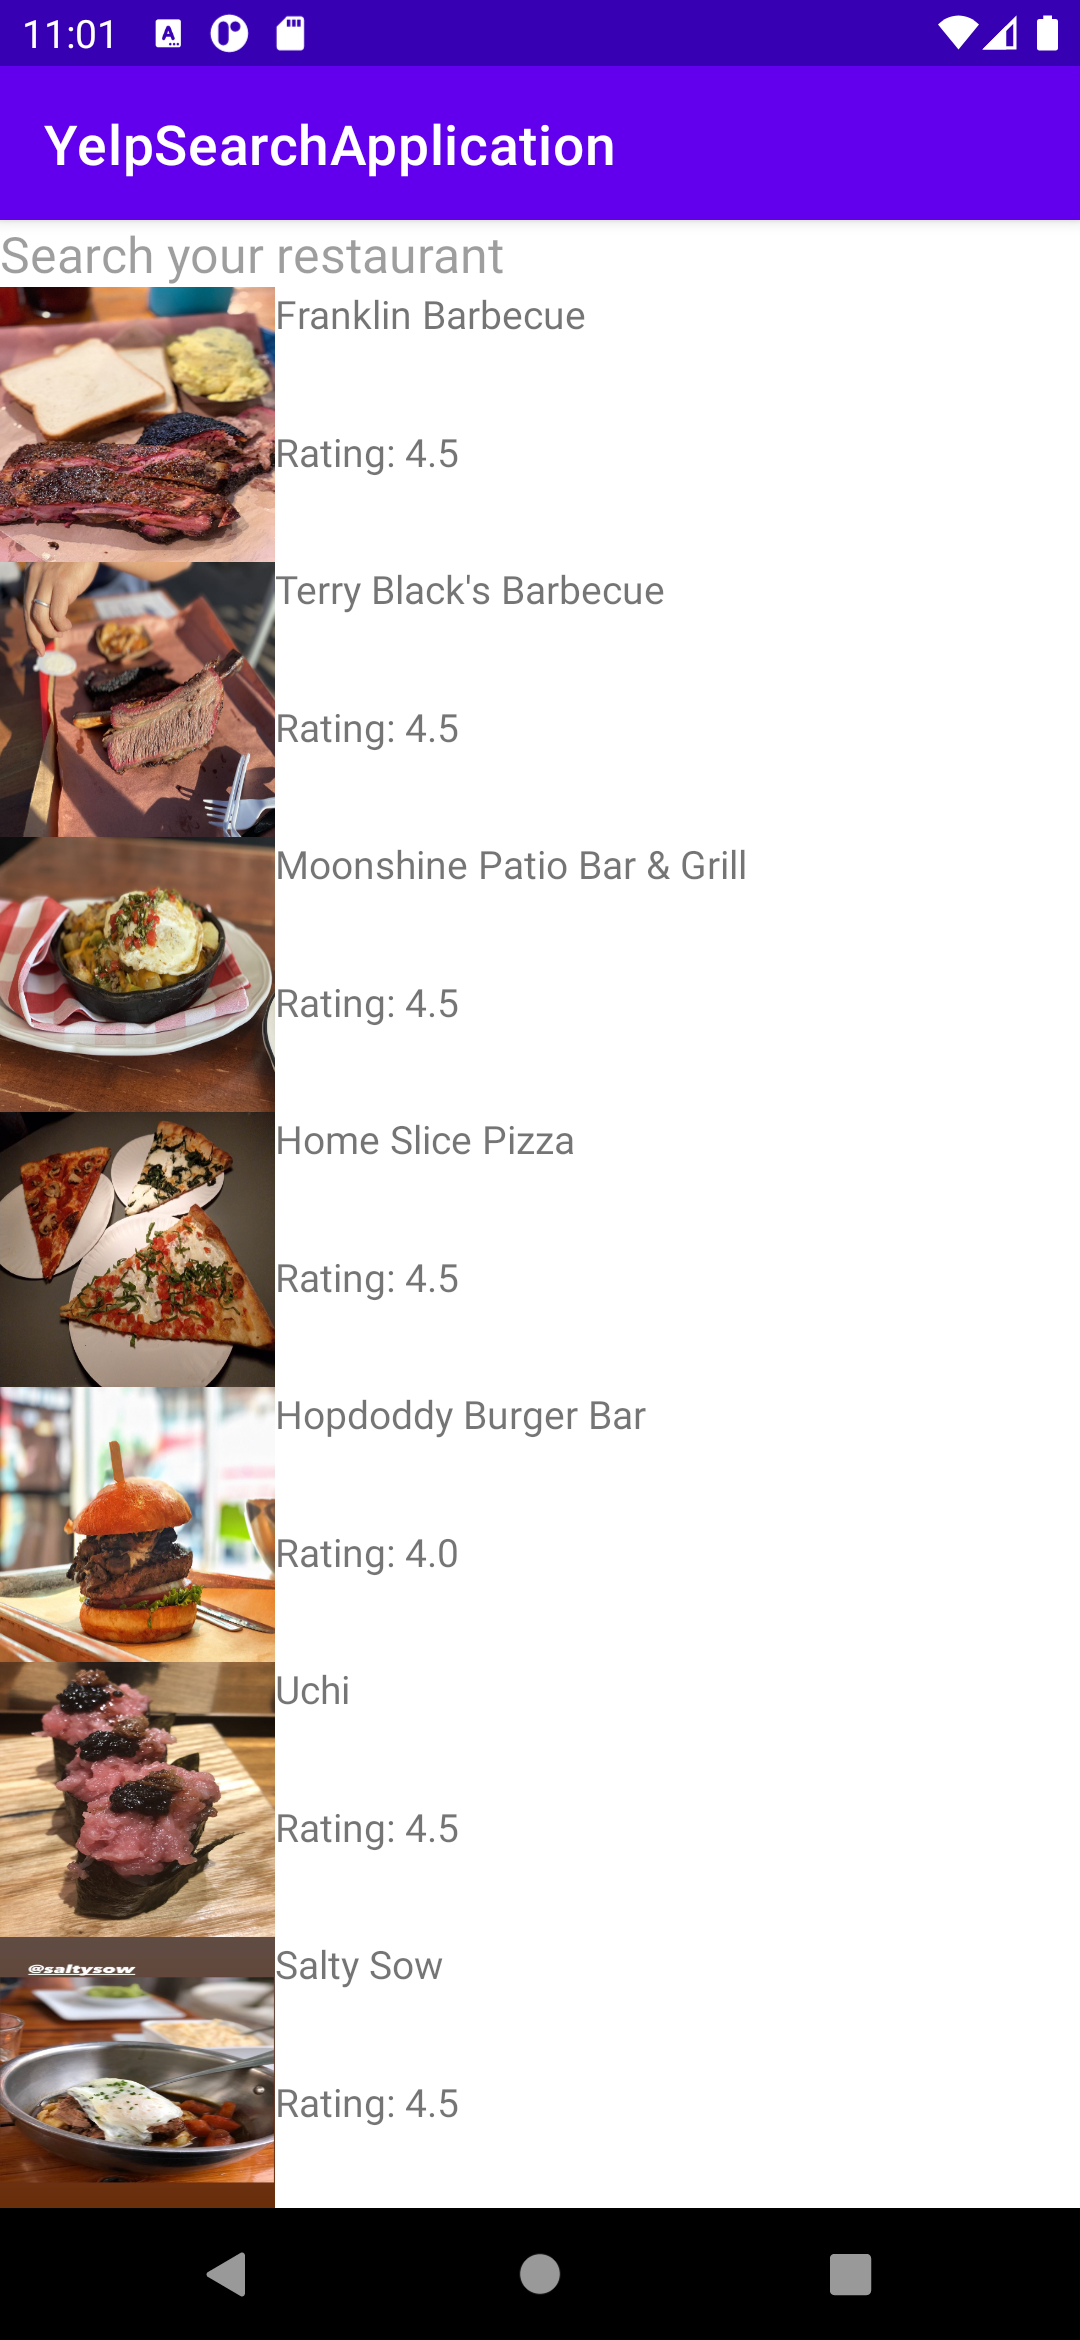 11:01
YelpSearchApplication
Search your restaurant
Franklin Barbecue
Rating: 4.5
Terry Black's Barbecue
Rating: 4.5
Moonshine Patio Bar & Grill
Rating: 4.5
Home Slice Pizza
Rating: 4.5
Hopdoddy Burger Bar
Rating: 4.0
Uchi
Rating: 4.5
@saltysow
Salty Sow
Rating: 4.5